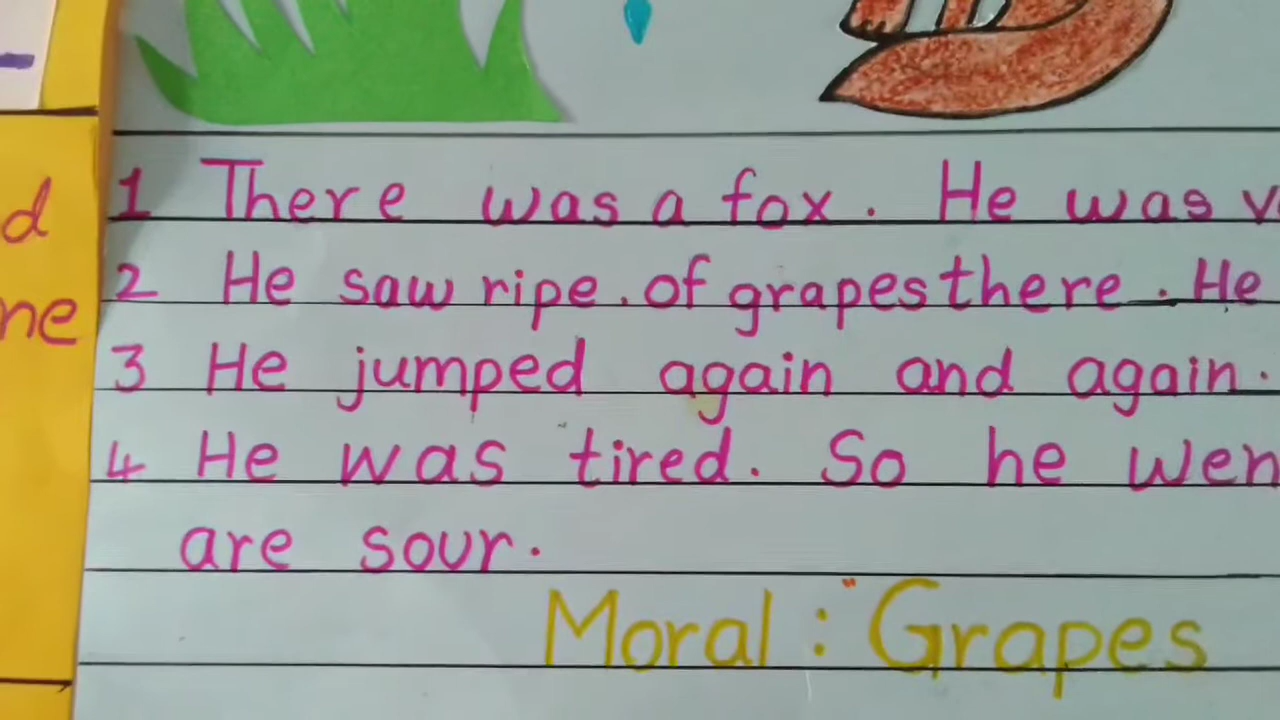 d
ne
1 There was a fox. He was
2 He saw ripe. of grapes there. He
3 He jumped again and again.
4 He was tired. So he
are sour.
Moral : "Grapes